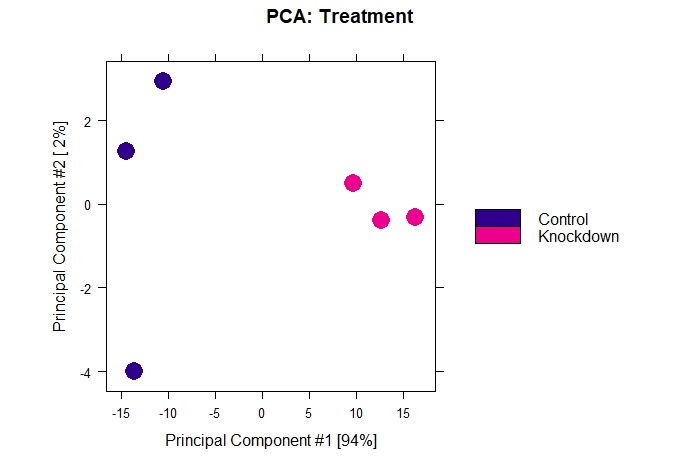 PCA: Treatment
Principal Component #2 [ 2%]
2
0
-2
-4
-15
-10
-5
0
5
10
15
Principal Component #1 [94%]
Control
Knockdown